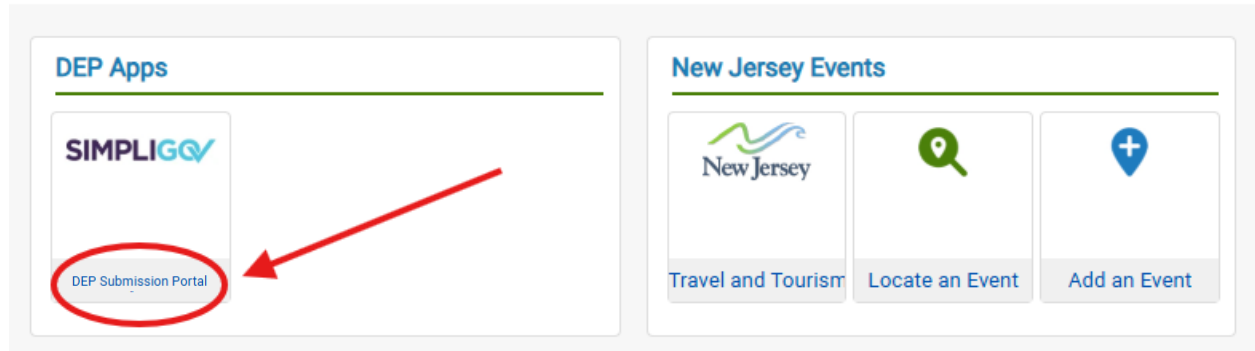 DEP Apps
SIMPLIGOV
DEP Submission Portal
New Jersey Events
New Jersey
Travel and Tourism
Locate an Event
Add an Event